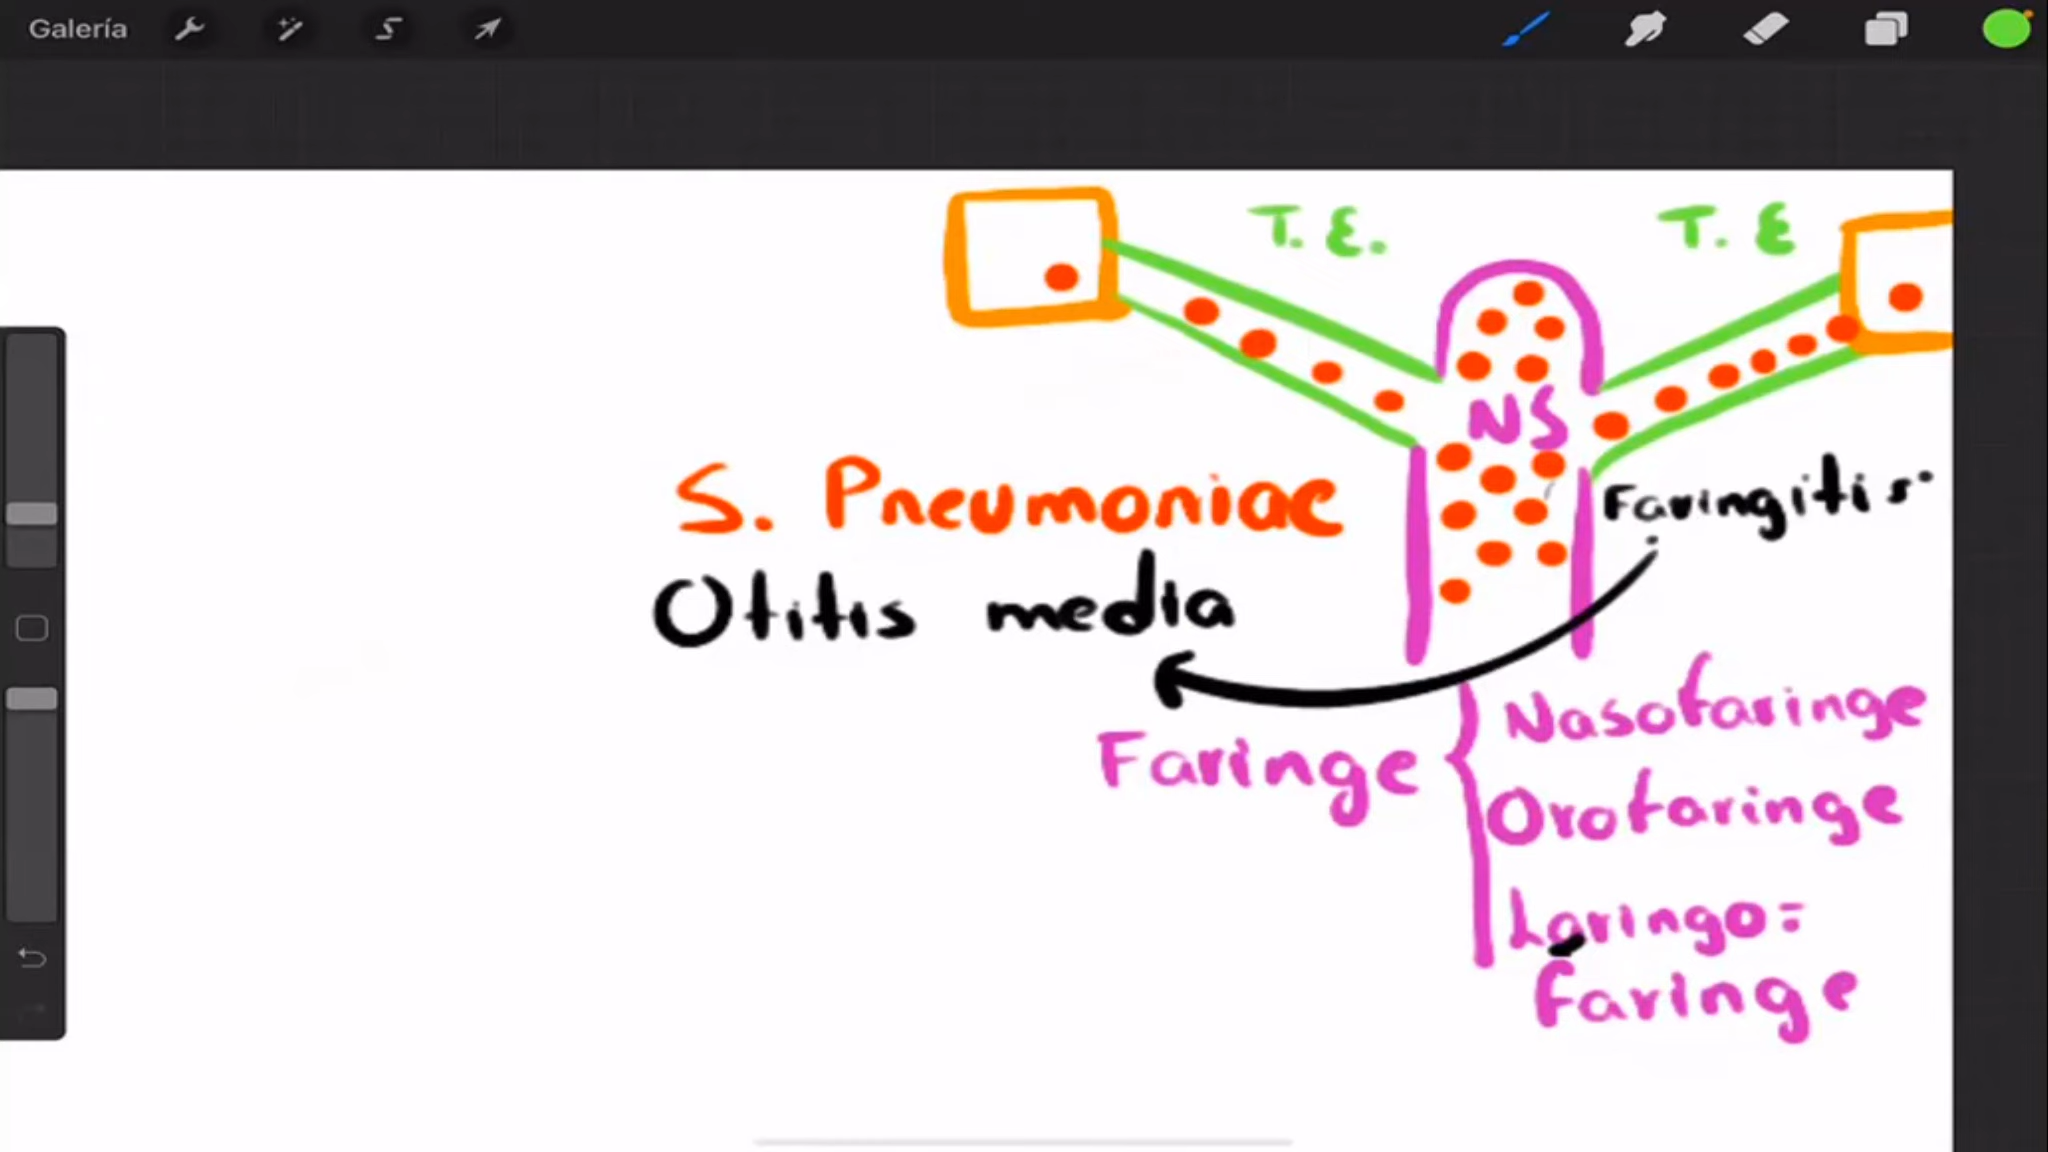 Galería
T. E.
T. E
NS
S. Pneumoniae
Faringitis
Otitis media
Faringe
Nasofaringe
Orofaringe
Laringo=
faringe